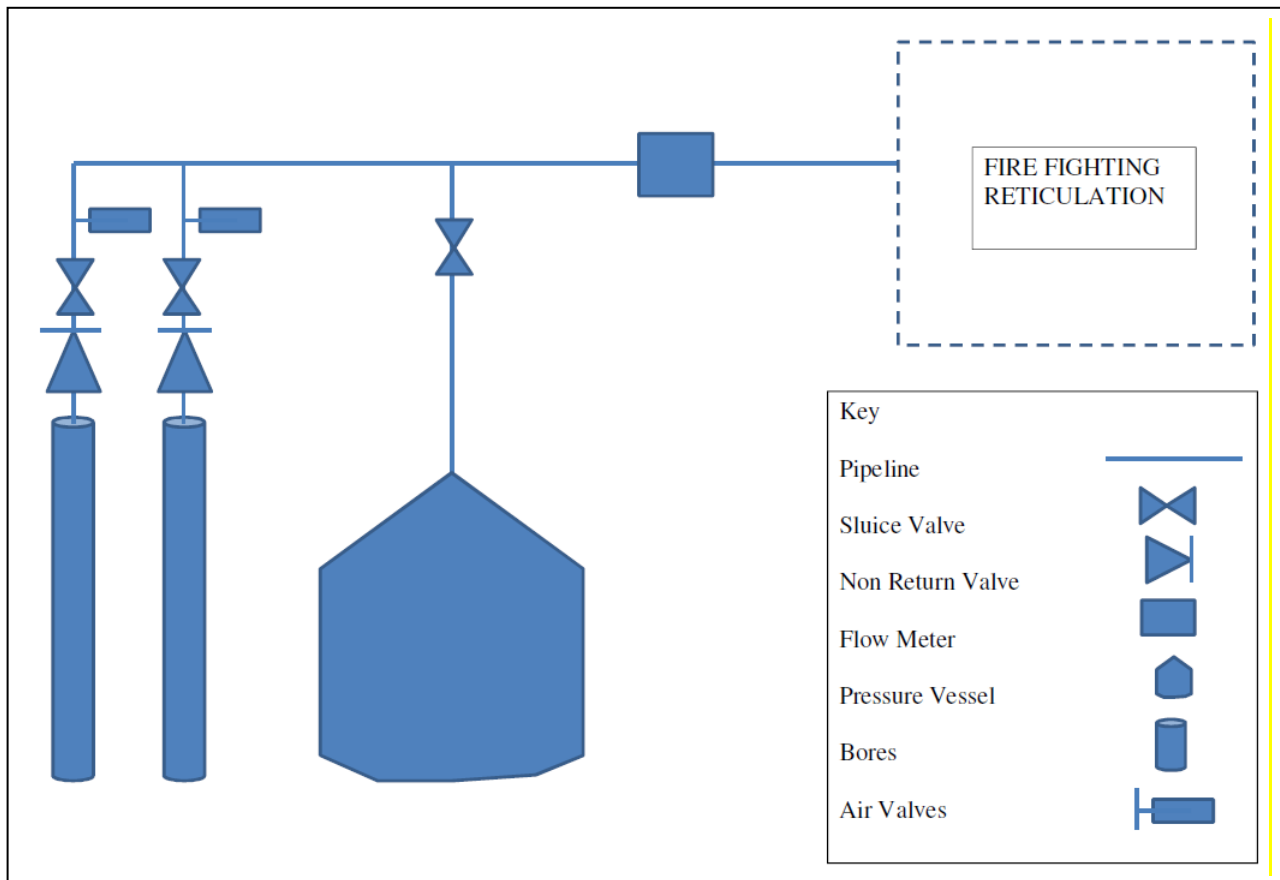 FIRE FIGHTING
RETICULATION
Key
Pipeline
Sluice Valve
Non Return Valve
Flow Meter
Pressure Vessel
Bores
Air Valves